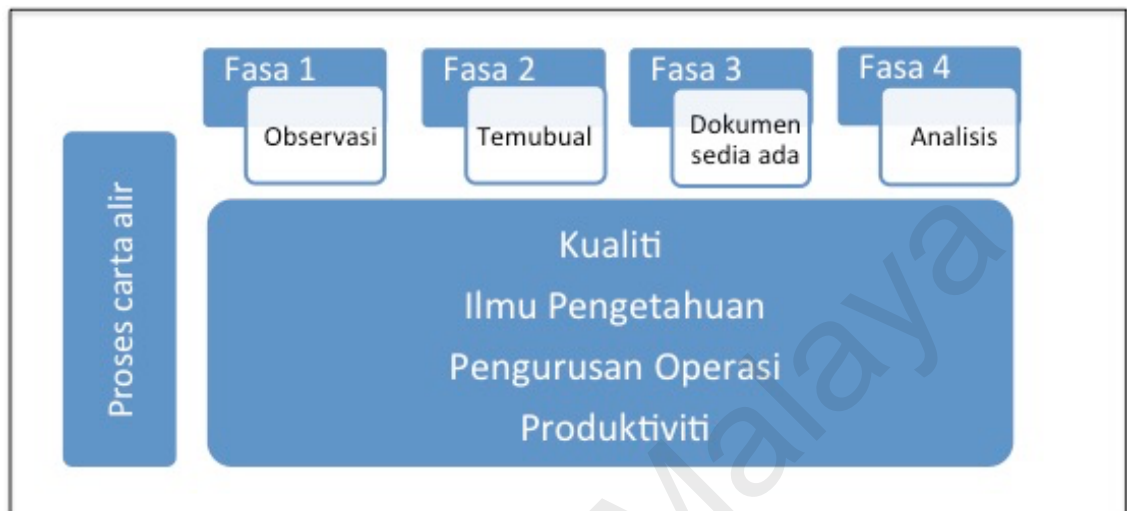 Fasa 1
Observasi
Fasa 2
Temubual
Fasa 3
Dokumen
sedia ada
Fasa 4
Analisis
Proses carta alir
Kualiti
Ilmu Pengetahuan
Pengurusan Operasi
Produktiviti
Malaya